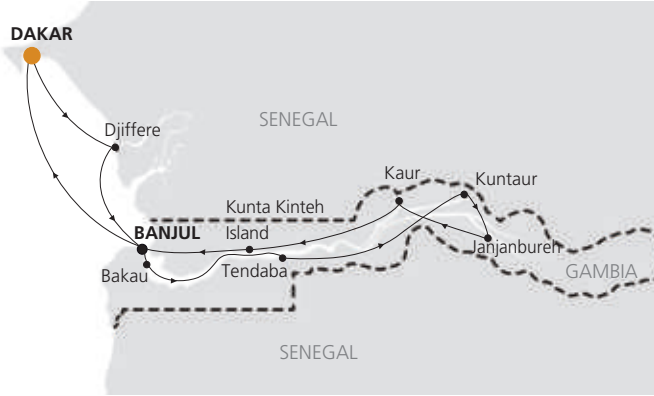 DAKAR
Djiffere
SENEGAL
Kaur
Kuntaur
Kunta Kinteh
Island
BANJUL
Janjanbureh
Bakau
Tendaba
GAMBIA
SENEGAL